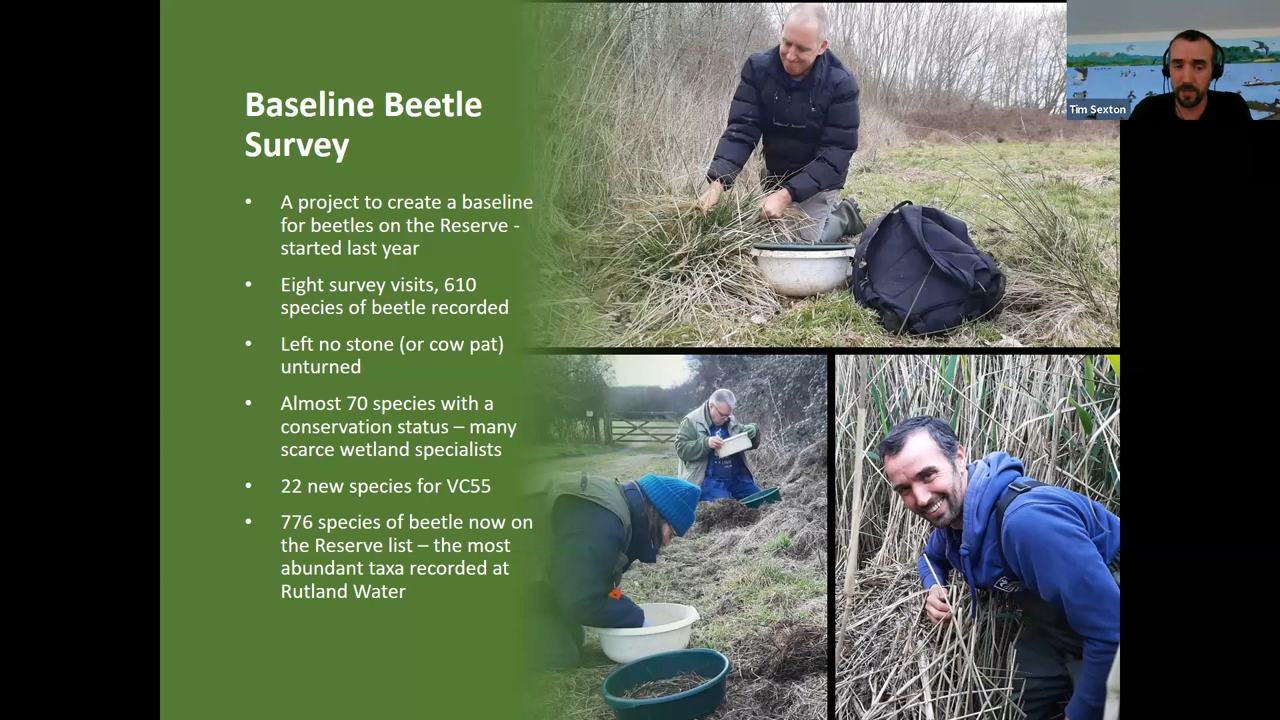 Baseline Beetle
Survey
• A project to create a baseline
for beetles on the Reserve -
started last year
• Eight survey visits, 610
species of beetle recorded
• Left no stone (or cow pat)
unturned
• Almost 70 species with a
conservation status – many
scarce wetland specialists
• 22 new species for VC55
• 776 species of beetle now on
the Reserve list – the most
abundant taxa recorded at
Rutland Water
Tim Sexton